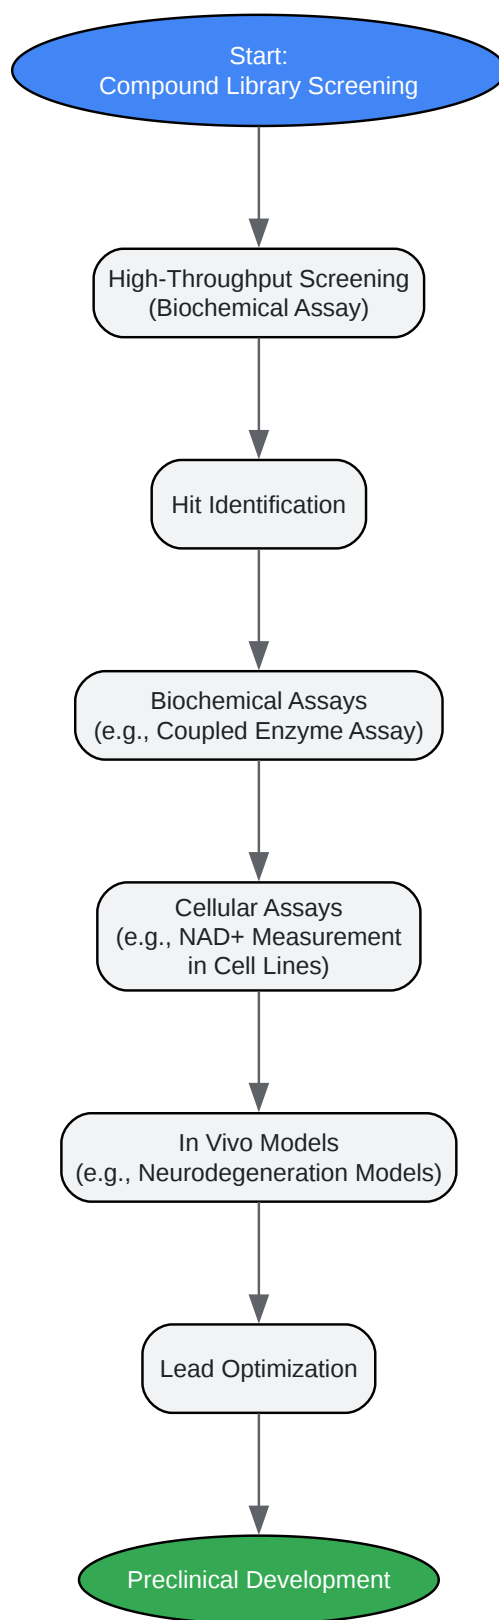 Start:
Compound Library Screening
High-Throughput Screening
(Biochemical Assay)
Hit Identification
Biochemical Assays
(e.g., Coupled Enzyme Assay)
Cellular Assays
(e.g., NAD+ Measurement
in Cell Lines)
In Vivo Models
(e.g., Neurodegeneration Models)
Lead Optimization
Preclinical Development